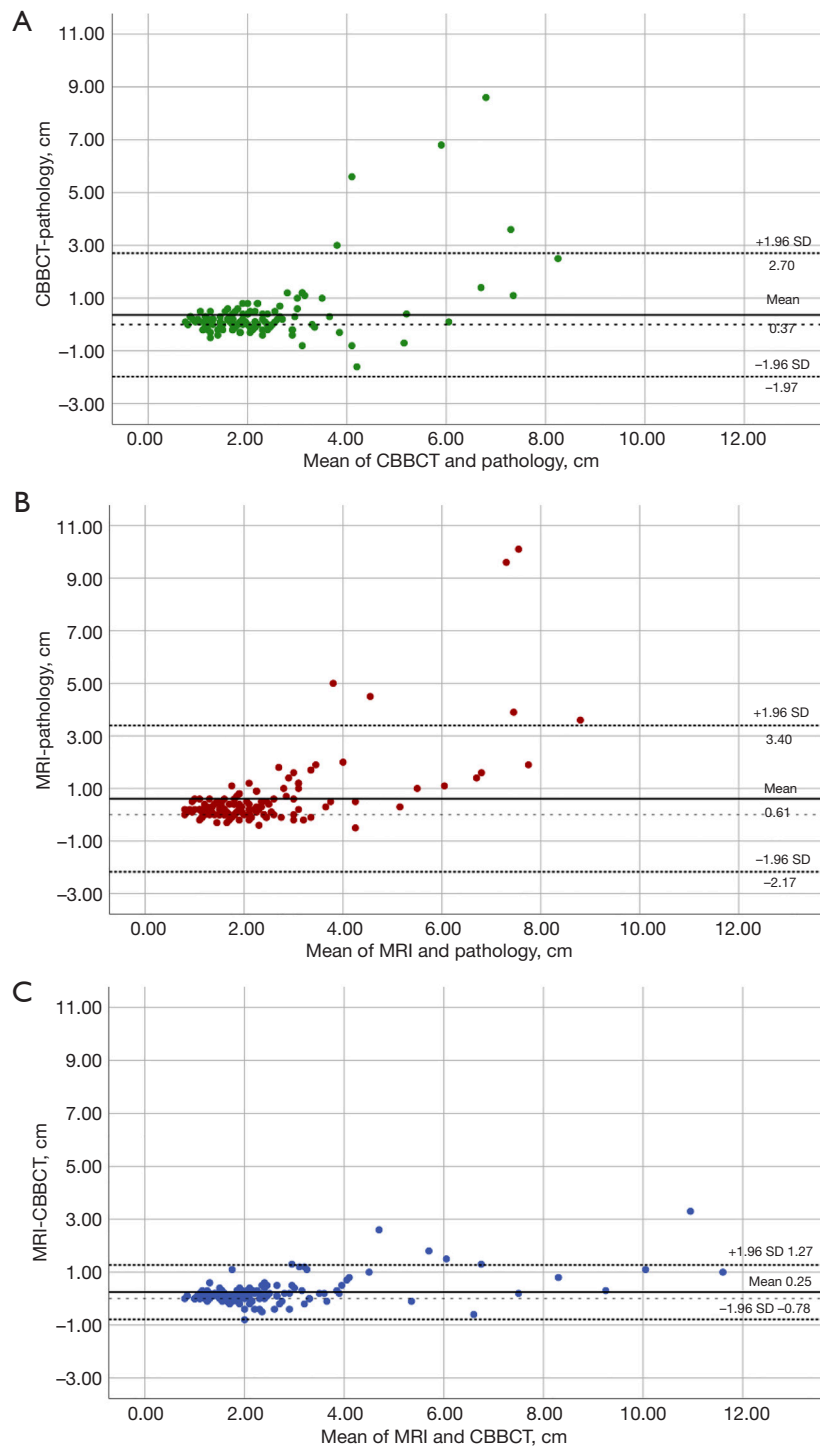 A
11.00
9.00
7.00
5.00
3.00
1.00
−1.00
−3.00
CBBCT-pathology, cm
+1.96 SD
2.70
Mean
0.37
−1.96 SD
−1.97
0.00 2.00 4.00 6.00 8.00 10.00 12.00
Mean of CBBCT and pathology, cm
B
11.00
9.00
7.00
5.00
3.00
1.00
−1.00
−3.00
MRI-pathology, cm
+1.96 SD
3.40
Mean
0.61
−1.96 SD
−2.17
0.00 2.00 4.00 6.00 8.00 10.00 12.00
Mean of MRI and pathology, cm
C
11.00
9.00
7.00
5.00
3.00
1.00
−1.00
−3.00
MRI-CBBCT, cm
+1.96 SD 1.27
Mean 0.25
−1.96 SD −0.78
0.00 2.00 4.00 6.00 8.00 10.00 12.00
Mean of MRI and CBBCT, cm